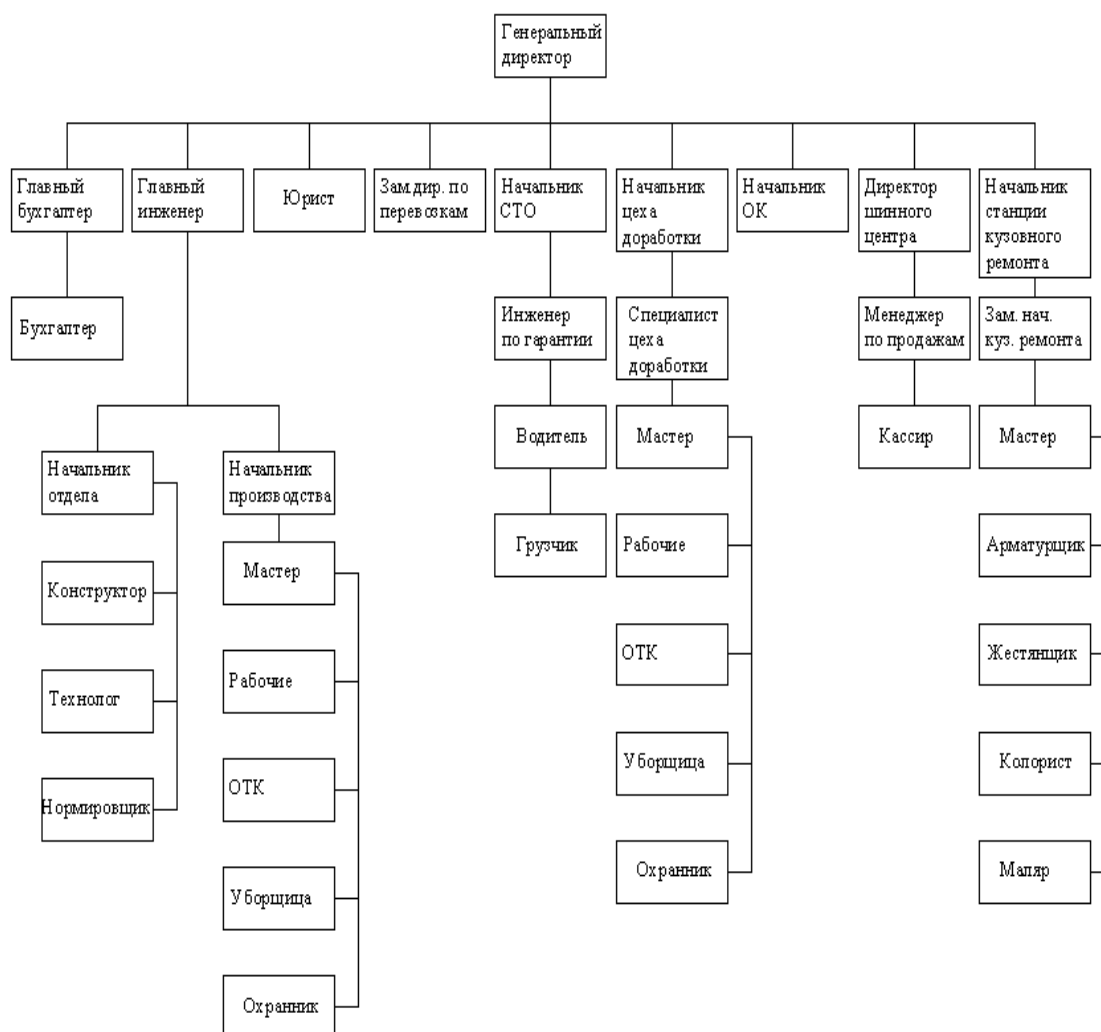 Генеральный
директор
Главный
бухгалтер
Главный
инженер
Юрист
Зам.дир. по
перевозкам
Начальник
СТО
Начальник
цеха
доработки
Начальник
ОК
Директор
шинного
центра
Начальник
станции
кузовного
ремонта
Бухгалтер
Инженер
по гарантии
Специалист
цеха
доработки
Менеджер
по продажам
Зам. нач.
куз. ремонта
Водитель
Мастер
Кассир
Мастер
Начальник
отдела
Начальник
производства
Грузчик
Рабочие
Арматурщик
Мастер
Конструктор
ОТК
Жестянщик
Рабочие
Технолог
Уборщица
Колорист
ОТК
Нормировщик
Охранник
Маляр
Уборщица
Охранник